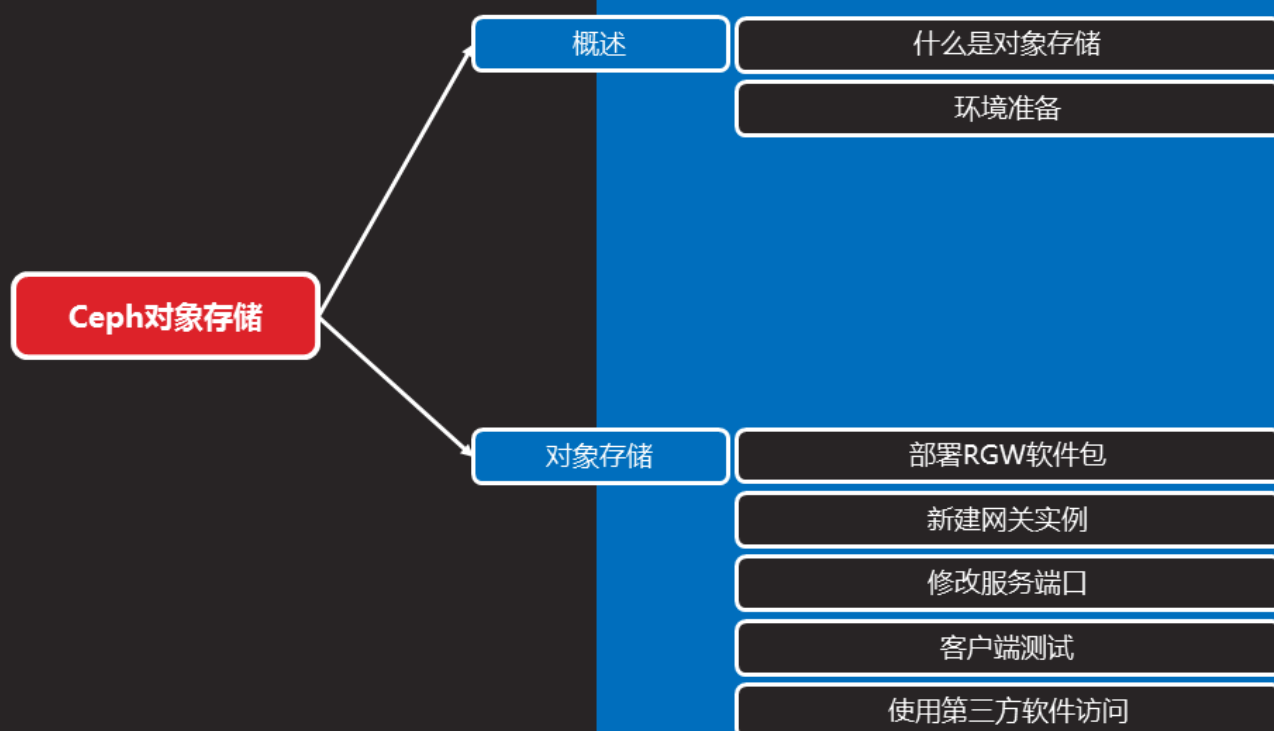 Ceph对象存储
概述
什么是对象存储
环境准备
对象存储
部署RGW软件包
新建网关实例
修改服务端口
客户端测试
使用第三方软件访问